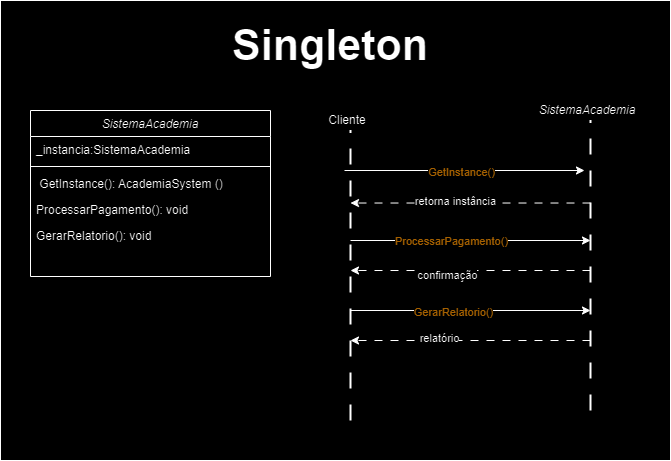 Singleton
SistemaAcademia
_instancia:SistemaAcademia
GetInstance(): AcademiaSystem ()
ProcessarPagamento(): void
GerarRelatorio(): void
Cliente
SistemaAcademia
GetInstance()
retorna instância
ProcessarPagamento()
confirmação
GerarRelatorio()
relatório